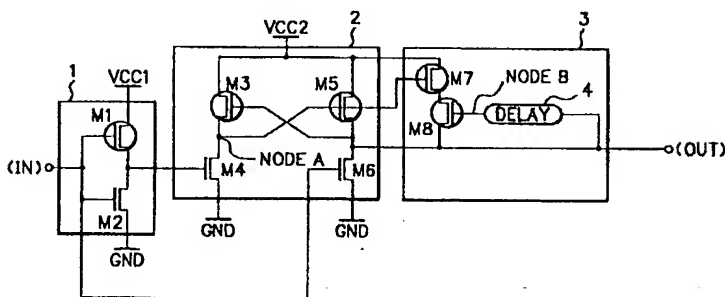 2
3
VCC2
1
VCC1
M3
M5
M7
NODE B
4
M1
M8
DELAY
(IN)
NODE A
(OUT)
M4
M6
M2
GND
GND
GND